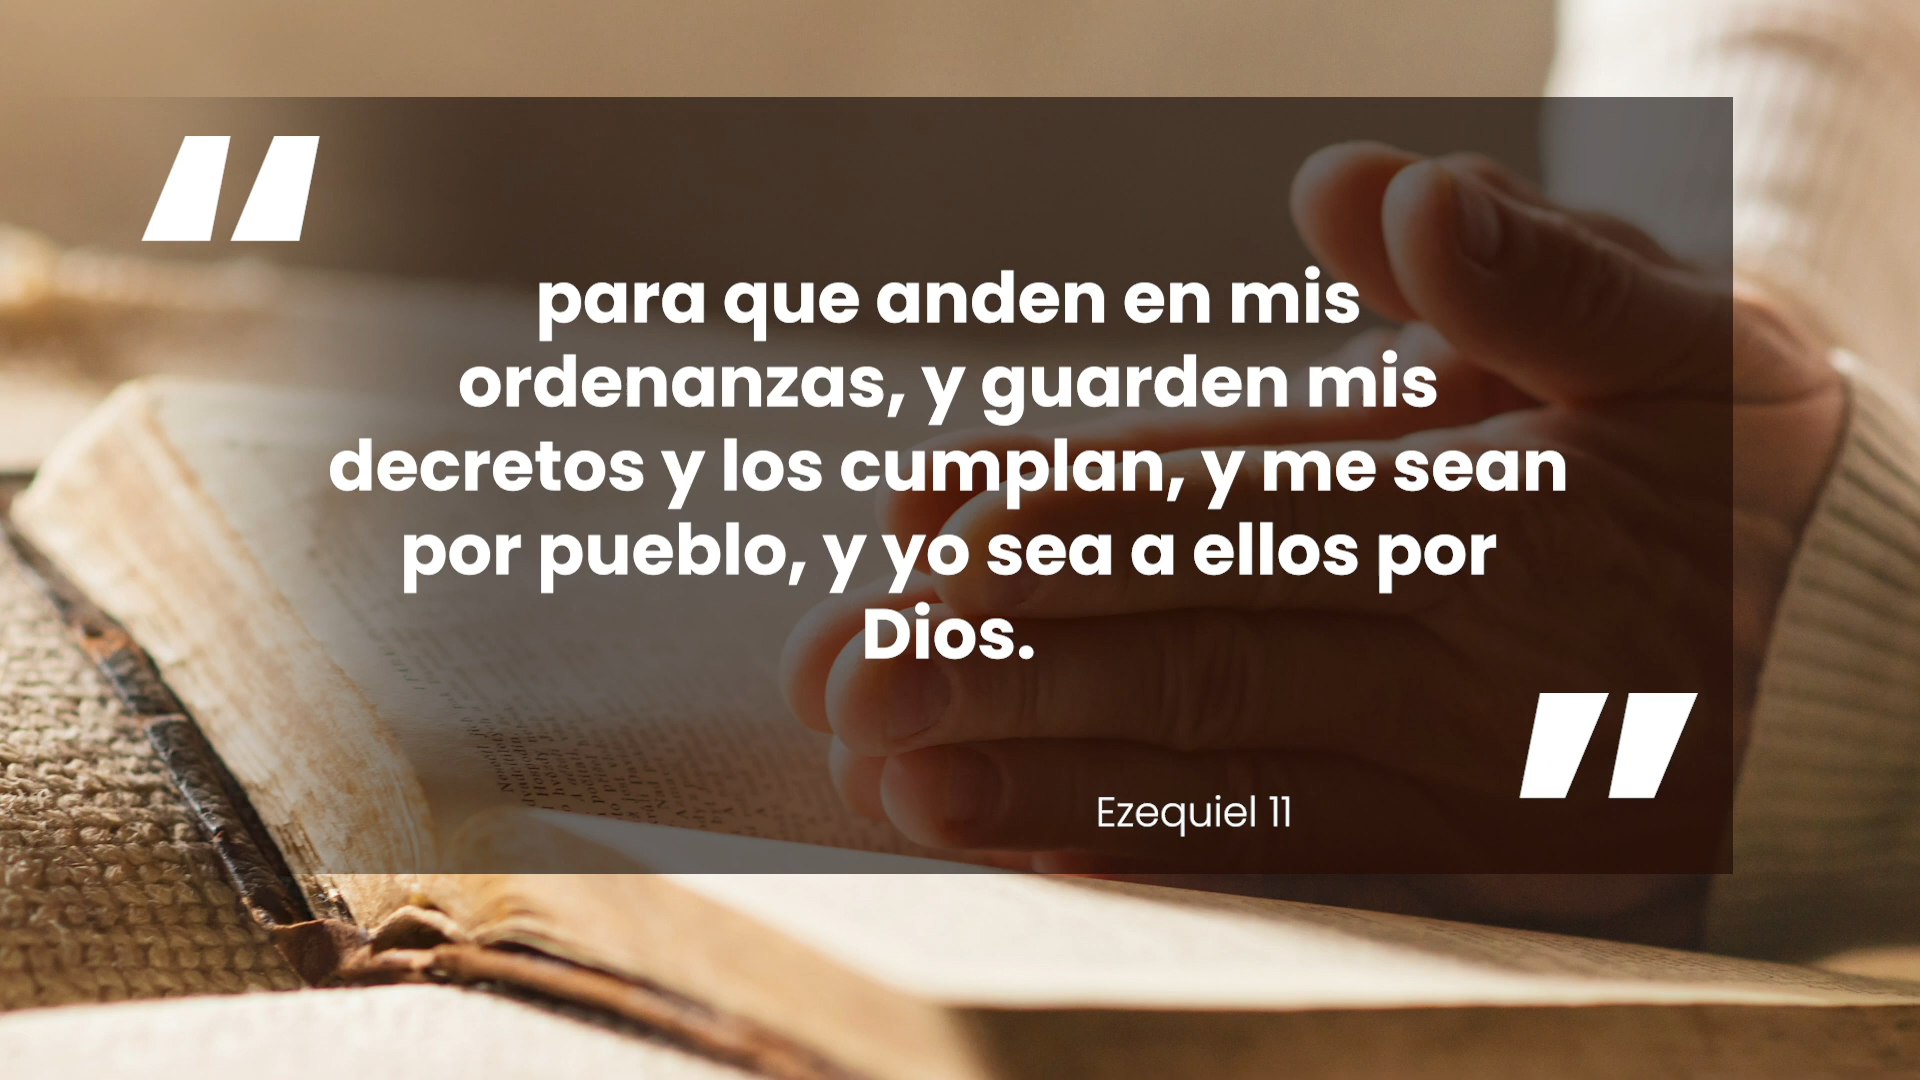 para que anden en mis
ordenanzas, y guarden mis
decretos y los cumplan, y me sean
por pueblo, y yo sea a ellos por
Dios.
Ezequiel 11